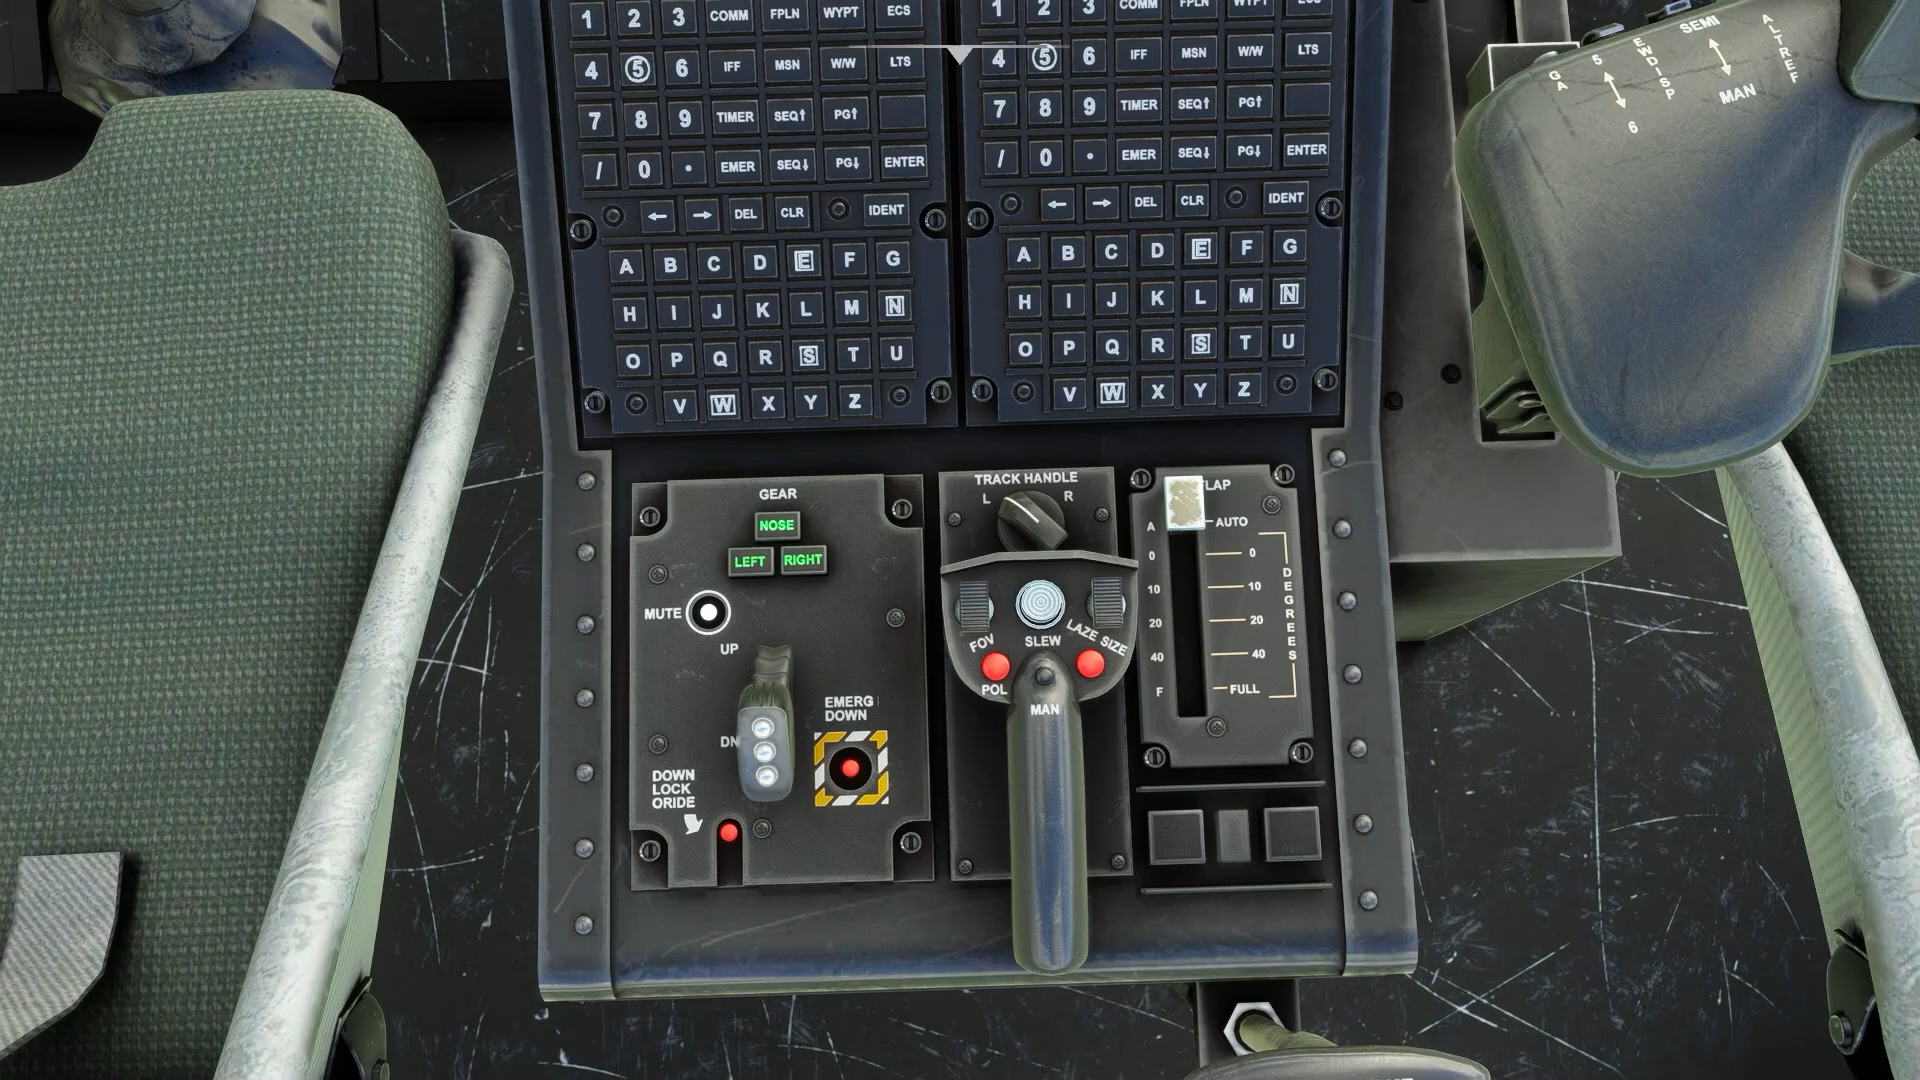 1 2 3 COMM FPLN WYPT ECS
4 5 6 IFF MSN W/W LTS
7 8 9 TIMER SEQ↑ PG↑
/ 0 · EMER SEQ↓ PG↓ ENTER
← → DEL CLR IDENT
A B C D E F G
H I J K L M N
O P Q R S T U
V W X Y Z
1 2 3 COMM FPLN WYPT ECS
4 5 6 IFF MSN W/W LTS
7 8 9 TIMER SEQ↑ PG↑
/ 0 · EMER SEQ↓ PG↓ ENTER
← → DEL CLR IDENT
A B C D E F G
H I J K L M N
O P Q R S T U
V W X Y Z
GA
5
6
EWDISP
SEMI
MAN
ALTREF
GEAR
NOSE
LEFT RIGHT
MUTE
UP
DN
EMERG
DOWN
DOWN
LOCK
ORIDE
TRACK HANDLE
L R
FOV
SLEW
LAZE SIZE
POL
MAN
LAP
A AUTO
0 0
10 10
20 20
40 40
F FULL
DEGREES